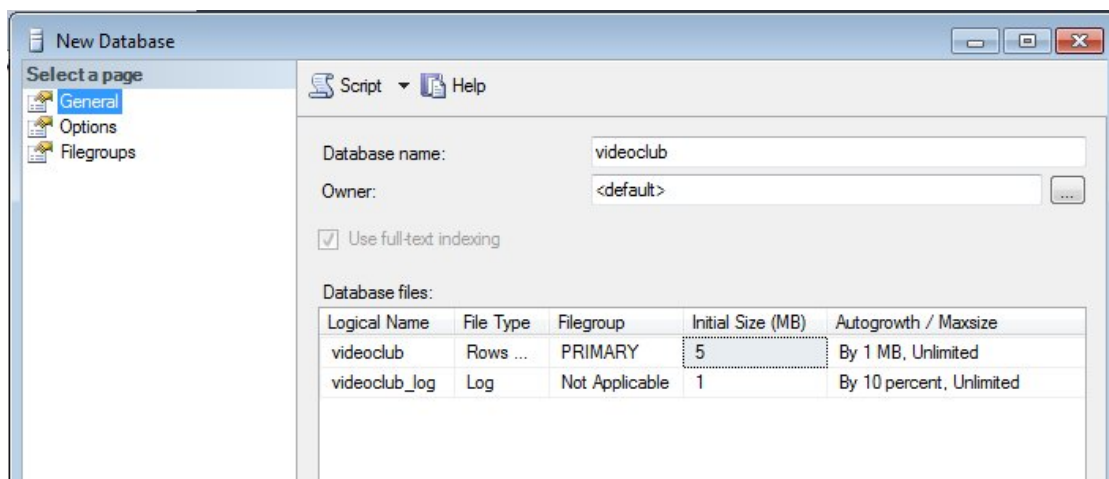 New Database
Select a page
General
Options
Filegroups
Script
Help
Database name:
videoclub
Owner:
<default>
...
Use full-text indexing
Database files:
Logical Name File Type Filegroup Initial Size (MB) Autogrowth / Maxsize
videoclub Rows ... PRIMARY 5 By 1 MB, Unlimited
videoclub_log Log Not Applicable 1 By 10 percent, Unlimited